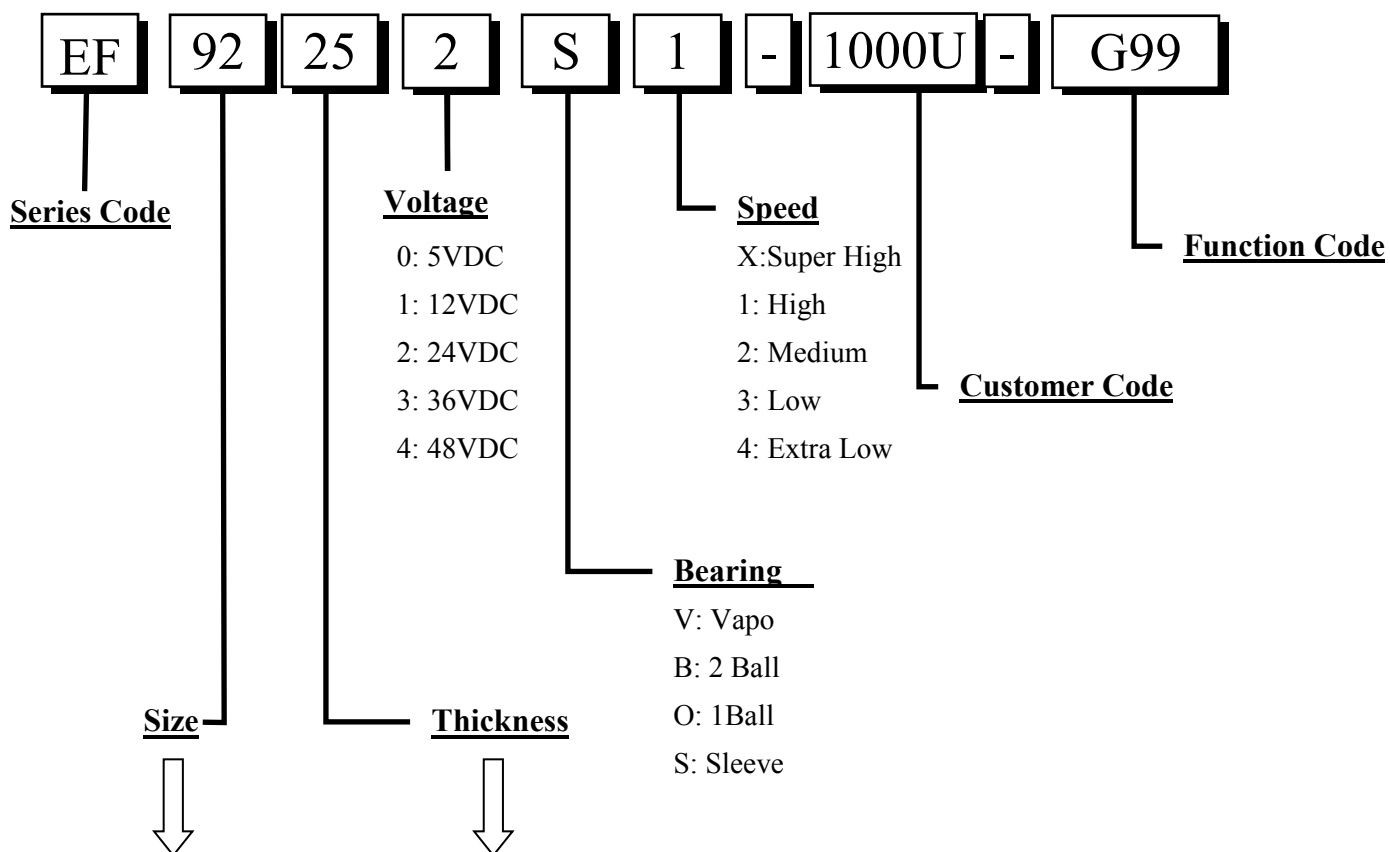 EF 92 25 2 S 1 - 1000U - G99
Series Code
Voltage
0: 5VDC
1: 12VDC
2: 24VDC
3: 36VDC
4: 48VDC
Speed
X:Super High
1: High
2: Medium
3: Low
4: Extra Low
Function Code
Customer Code
Bearing
V: Vapo
B: 2 Ball
O: 1Ball
S: Sleeve
Size
Thickness